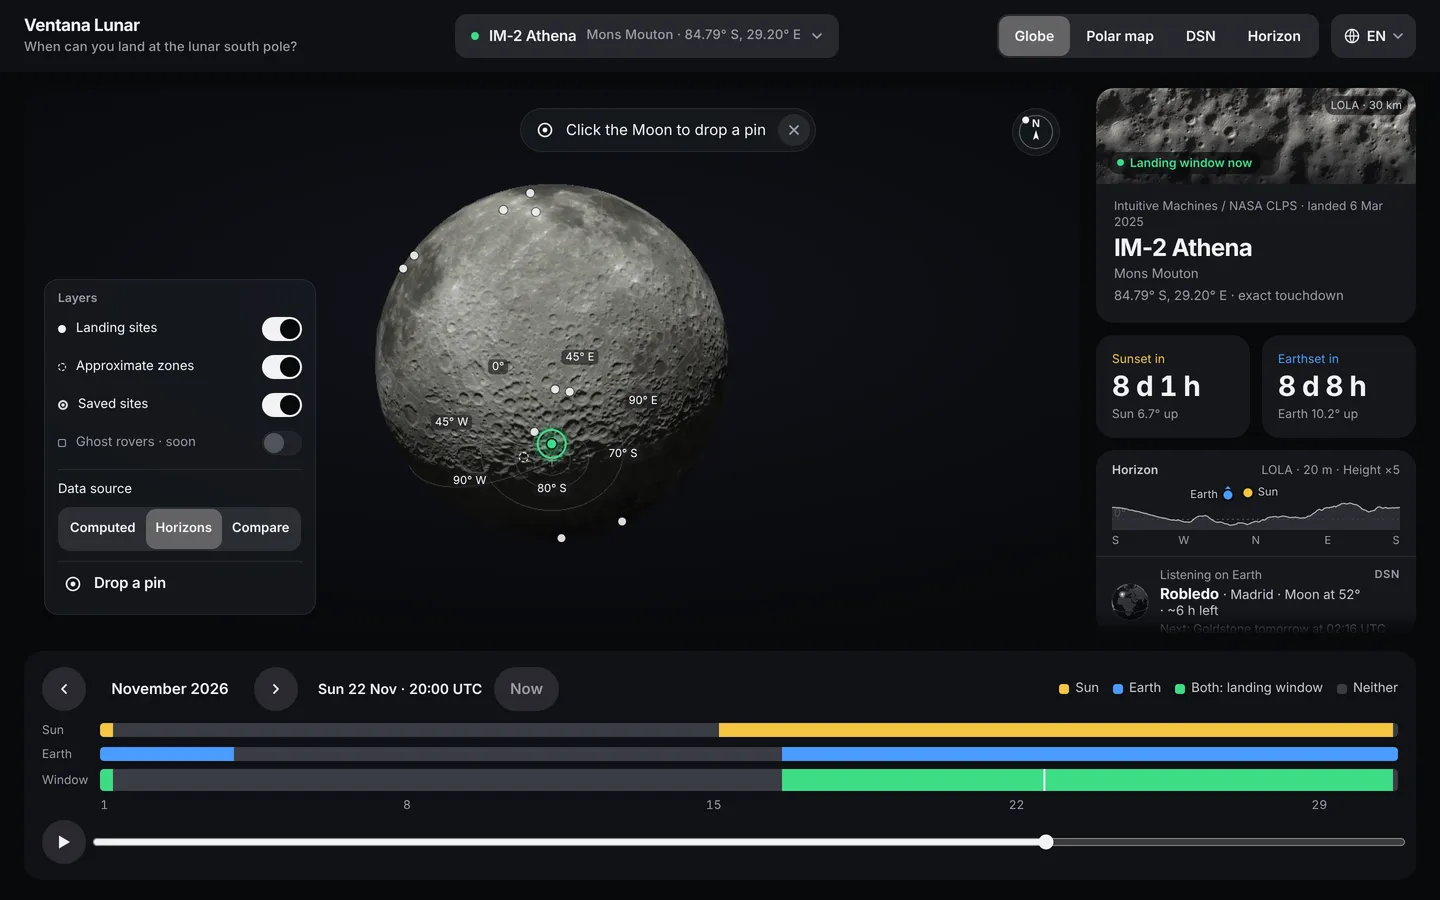 Ventana Lunar
When can you land at the lunar south pole?
IM-2 Athena Mons Mouton · 84.79° S, 29.20° E
Globe
Polar map
DSN
Horizon
EN
Click the Moon to drop a pin
N
Layers
Landing sites
Approximate zones
Saved sites
Ghost rovers · soon
Data source
Computed
Horizons
Compare
Drop a pin
0°
45° E
90° E
45° W
70° S
90° W
80° S
LOLA · 30 km
Landing window now
Intuitive Machines / NASA CLPS · landed 6 Mar
2025
IM-2 Athena
Mons Mouton
84.79° S, 29.20° E · exact touchdown
Sunset in
8 d 1 h
Sun 6.7° up
Earthset in
8 d 8 h
Earth 10.2° up
Horizon
LOLA · 20 m · Height ×5
Earth
Sun
0°
S W N E S
Listening on Earth
DSN
Robledo · Madrid · Moon at 52°
· ~6 h left
Next: Goldstone tomorrow at 02:16 UTC
November 2026
Sun 22 Nov · 20:00 UTC
Now
Sun
Earth
Both: landing window
Neither
Sun
Earth
Window
1 8 15 22 29